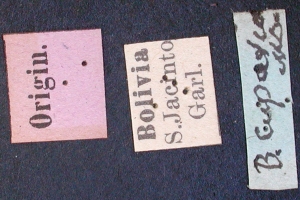 Origin.
Bolivia
S.Jacinto
Garl.
B.